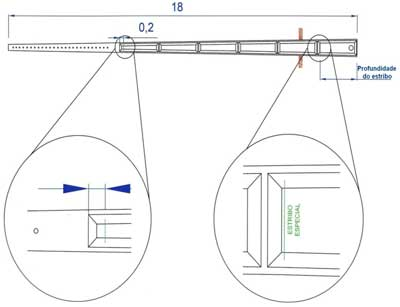 18
0,2
Profundidade
do estribo
ESTRIBO
ESPECIAL